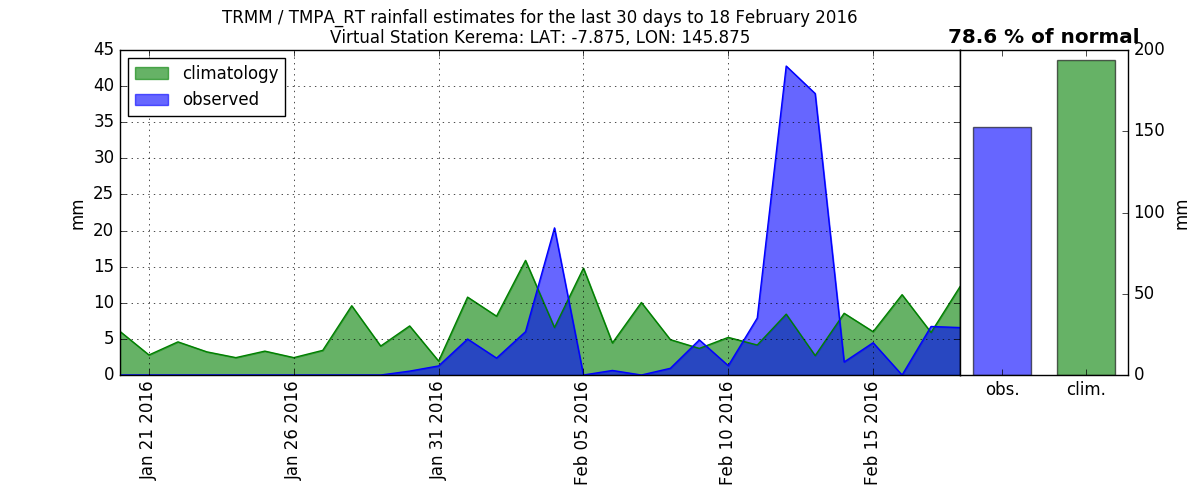 TRMM / TMPA_RT rainfall estimates for the last 30 days to 18 February 2016
Virtual Station Kerema: LAT: -7.875, LON: 145.875
78.6 % of normal
climatology
observed
45
40
35
30
25
20
15
10
5
0
mm
Jan 21 2016
Jan 26 2016
Jan 31 2016
Feb 05 2016
Feb 10 2016
Feb 15 2016
obs.
clim.
200
150
100
50
0
mm